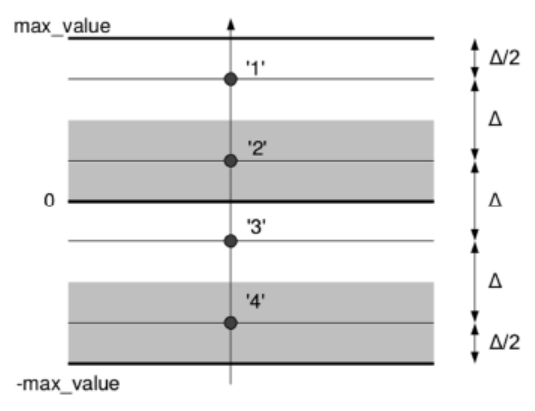 max_value
Δ/2
'1'
Δ
'2'
0
Δ
'3'
Δ
'4'
Δ/2
-max_value